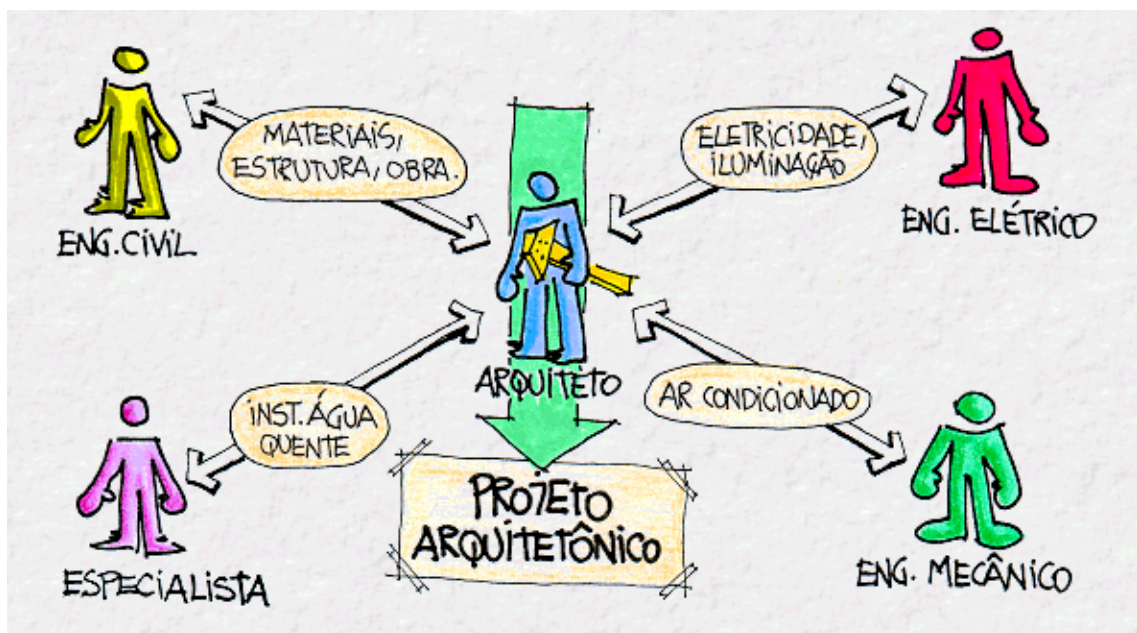 MATERIAIS,
ESTRUTURA, OBRA.
ENG. CIVIL
ELETRICIDADE,
ILUMINAÇÃO
ENG. ELÉTRICO
ARQUITETO
INST. ÁGUA
QUENTE
ESPECIALISTA
AR CONDICIONADO
ENG. MECÂNICO
PROJETO
ARQUITETÔNICO